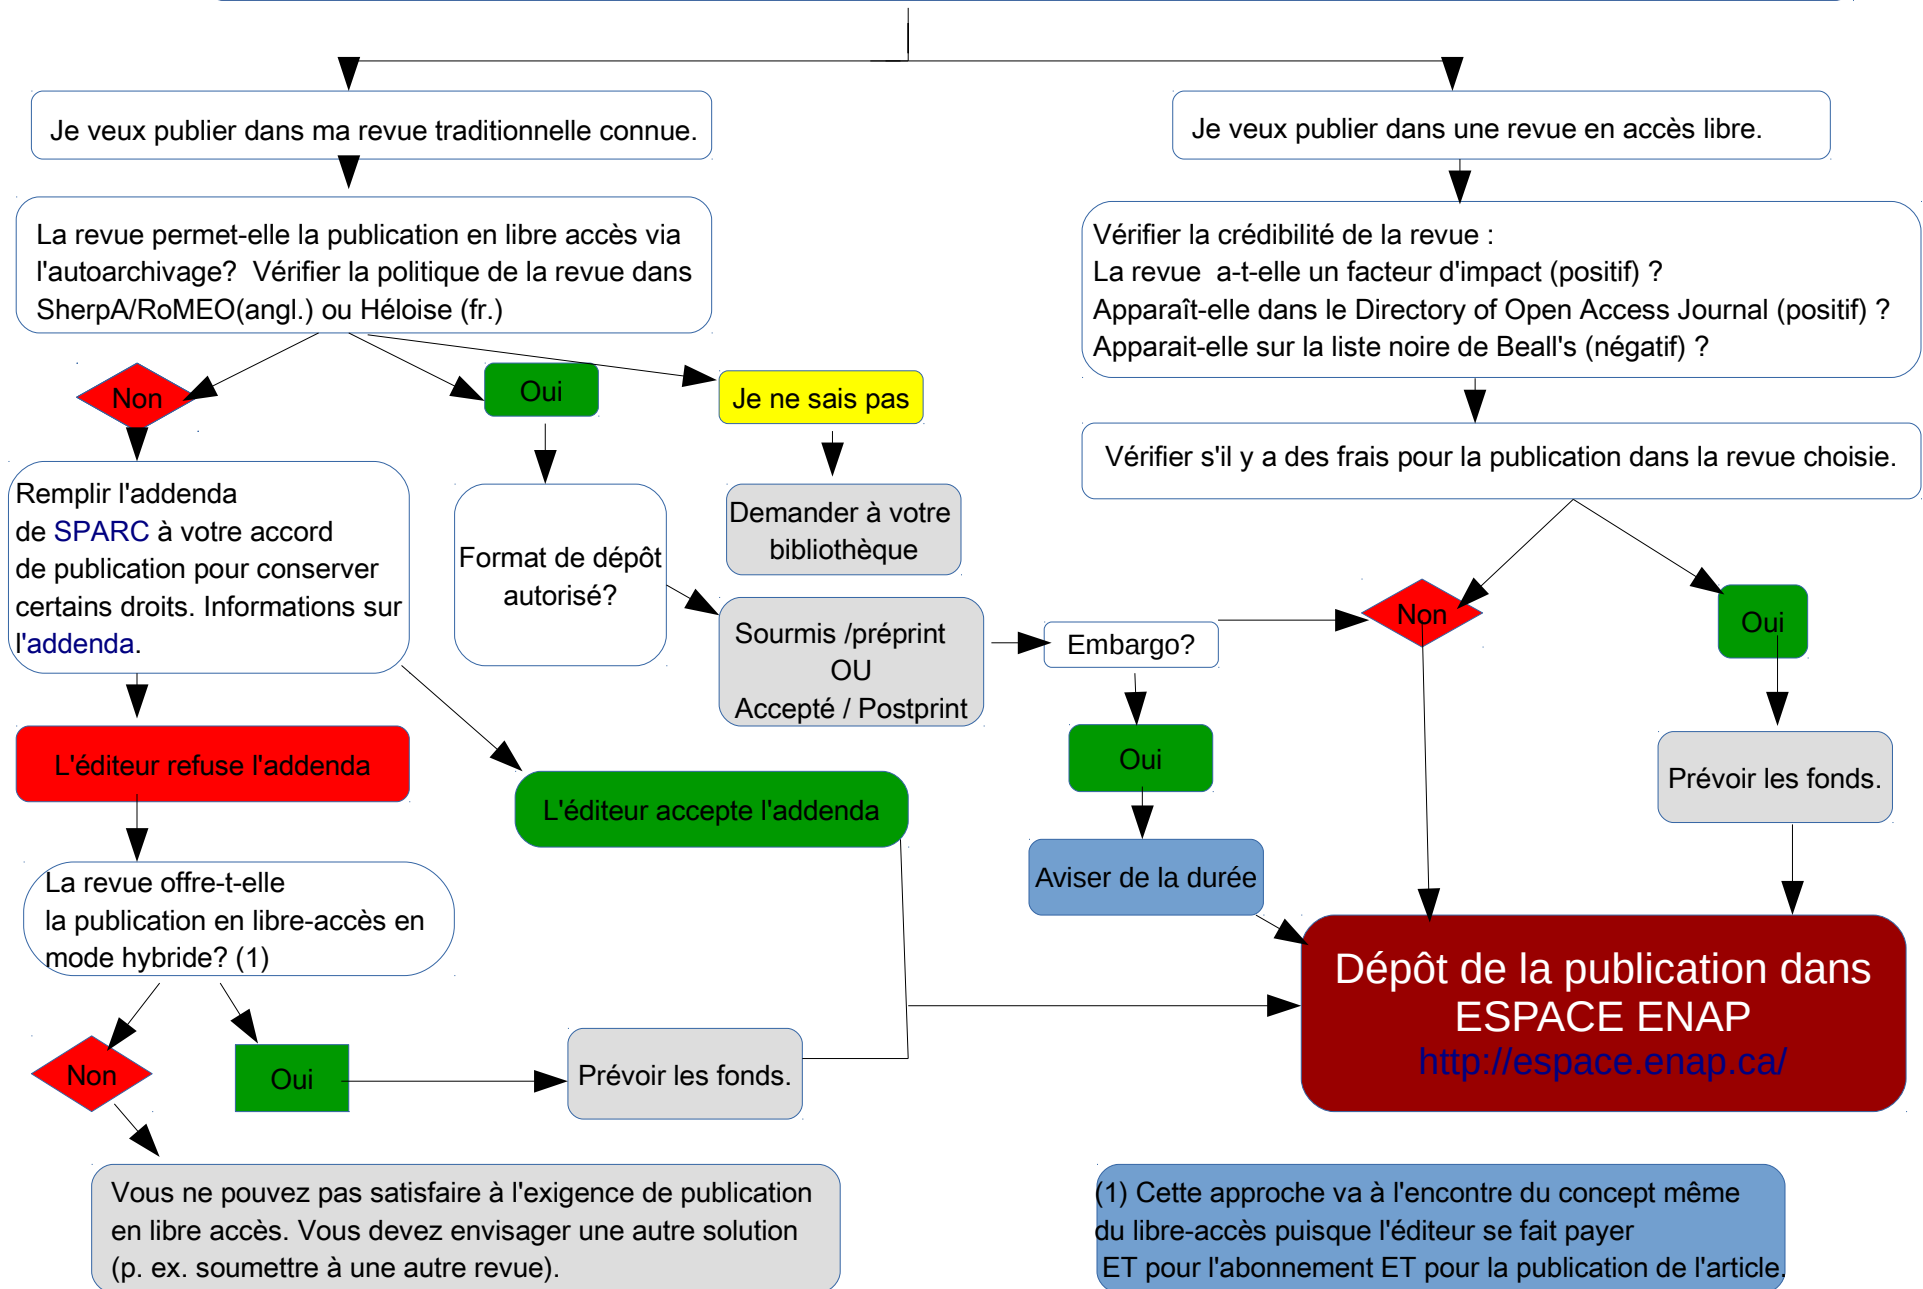 Je veux publier dans ma revue traditionnelle connue.
Je veux publier dans une revue en accès libre.
La revue permet-elle la publication en libre accès via
l'autoarchivage?  Vérifier la politique de la revue dans
SherpA/RoMEO(angl.) ou Héloise (fr.)
Vérifier la crédibilité de la revue :
La revue  a-t-elle un facteur d'impact (positif) ?
Apparaît-elle dans le Directory of Open Access Journal (positif) ?
Apparait-elle sur la liste noire de Beall's (négatif) ?
Non
Oui
Je ne sais pas
Vérifier s'il y a des frais pour la publication dans la revue choisie.
Remplir l'addenda
de SPARC à votre accord
de publication pour conserver
certains droits. Informations sur
l'addenda.
Format de dépôt
autorisé?
Demander à votre
bibliothèque
Sourmis /préprint
OU
Accepté / Postprint
Embargo?
Non
Oui
L'éditeur refuse l'addenda
L'éditeur accepte l'addenda
Oui
Prévoir les fonds.
Aviser de la durée
La revue offre-t-elle
la publication en libre-accès en
mode hybride? (1)
Dépôt de la publication dans
ESPACE ENAP
http://espace.enap.ca/
Non
Oui
Prévoir les fonds.
Vous ne pouvez pas satisfaire à l'exigence de publication
en libre accès. Vous devez envisager une autre solution
(p. ex. soumettre à une autre revue).
(1) Cette approche va à l'encontre du concept même
du libre-accès puisque l'éditeur se fait payer
ET pour l'abonnement ET pour la publication de l'article.